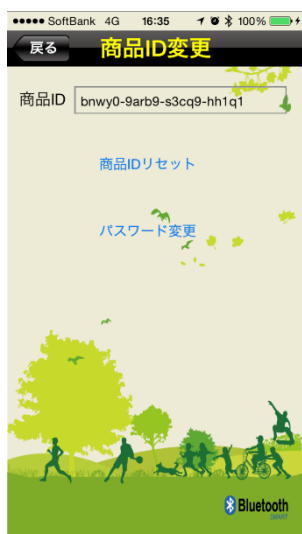 ●●●●● SoftBank 4G 16:35 100%
戻る 商品ID変更
商品ID bnwy0-9arb9-s3cq9-hh1q1
商品IDリセット
パスワード変更
Bluetooth
SMART